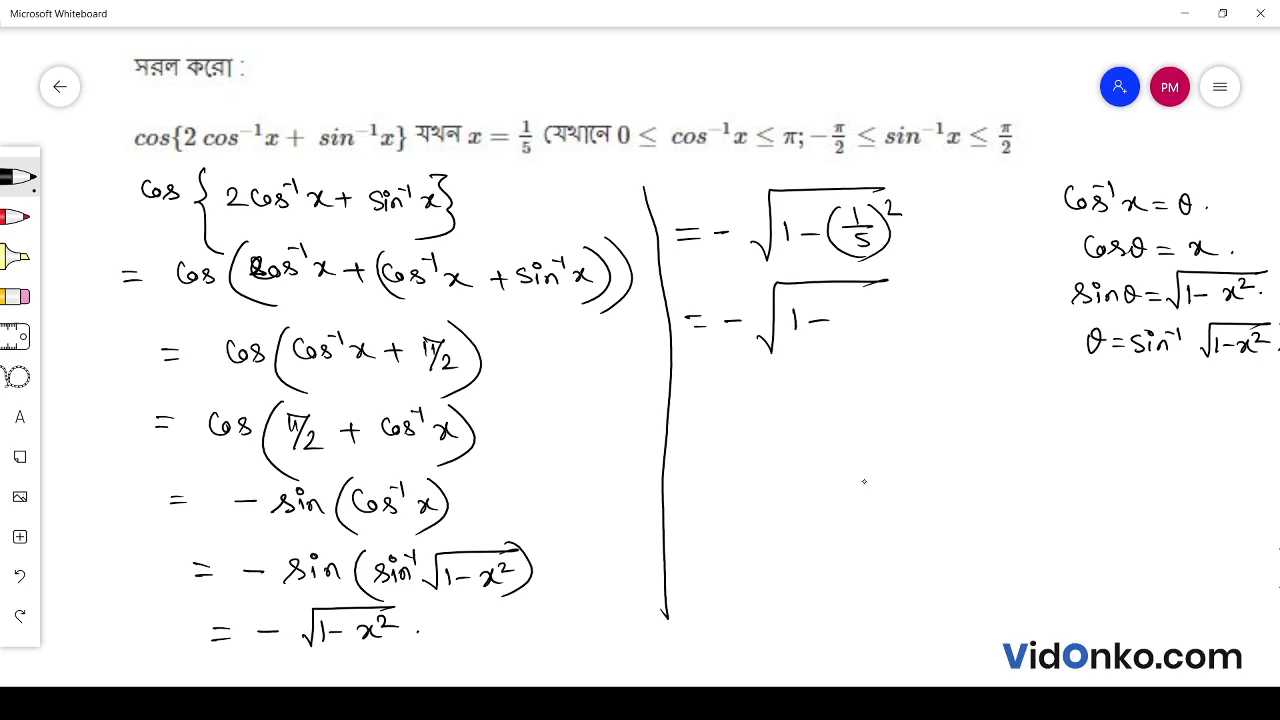 Microsoft Whiteboard
PM
সরল করো :
cos{2 cos⁻¹x + sin⁻¹x} যখন x = 1/5 (যেখানে 0 ≤ cos⁻¹x ≤ π; −π/2 ≤ sin⁻¹x ≤ π/2
cos { 2cos⁻¹x + sin⁻¹x }
= cos (cos⁻¹x + (cos⁻¹x + sin⁻¹x))
= cos (cos⁻¹x + π/2)
= cos (π/2 + cos⁻¹x)
= − sin (cos⁻¹x)
= − sin (sin⁻¹ √(1 − x²))
= − √(1 − x²) .
= − √(1 − (1/5)²)
= − √(1 −
cos⁻¹x = θ .
cosθ = x .
sinθ = √(1 − x²) .
θ = sin⁻¹ √(1 − x²) .
A
VidOnko.com